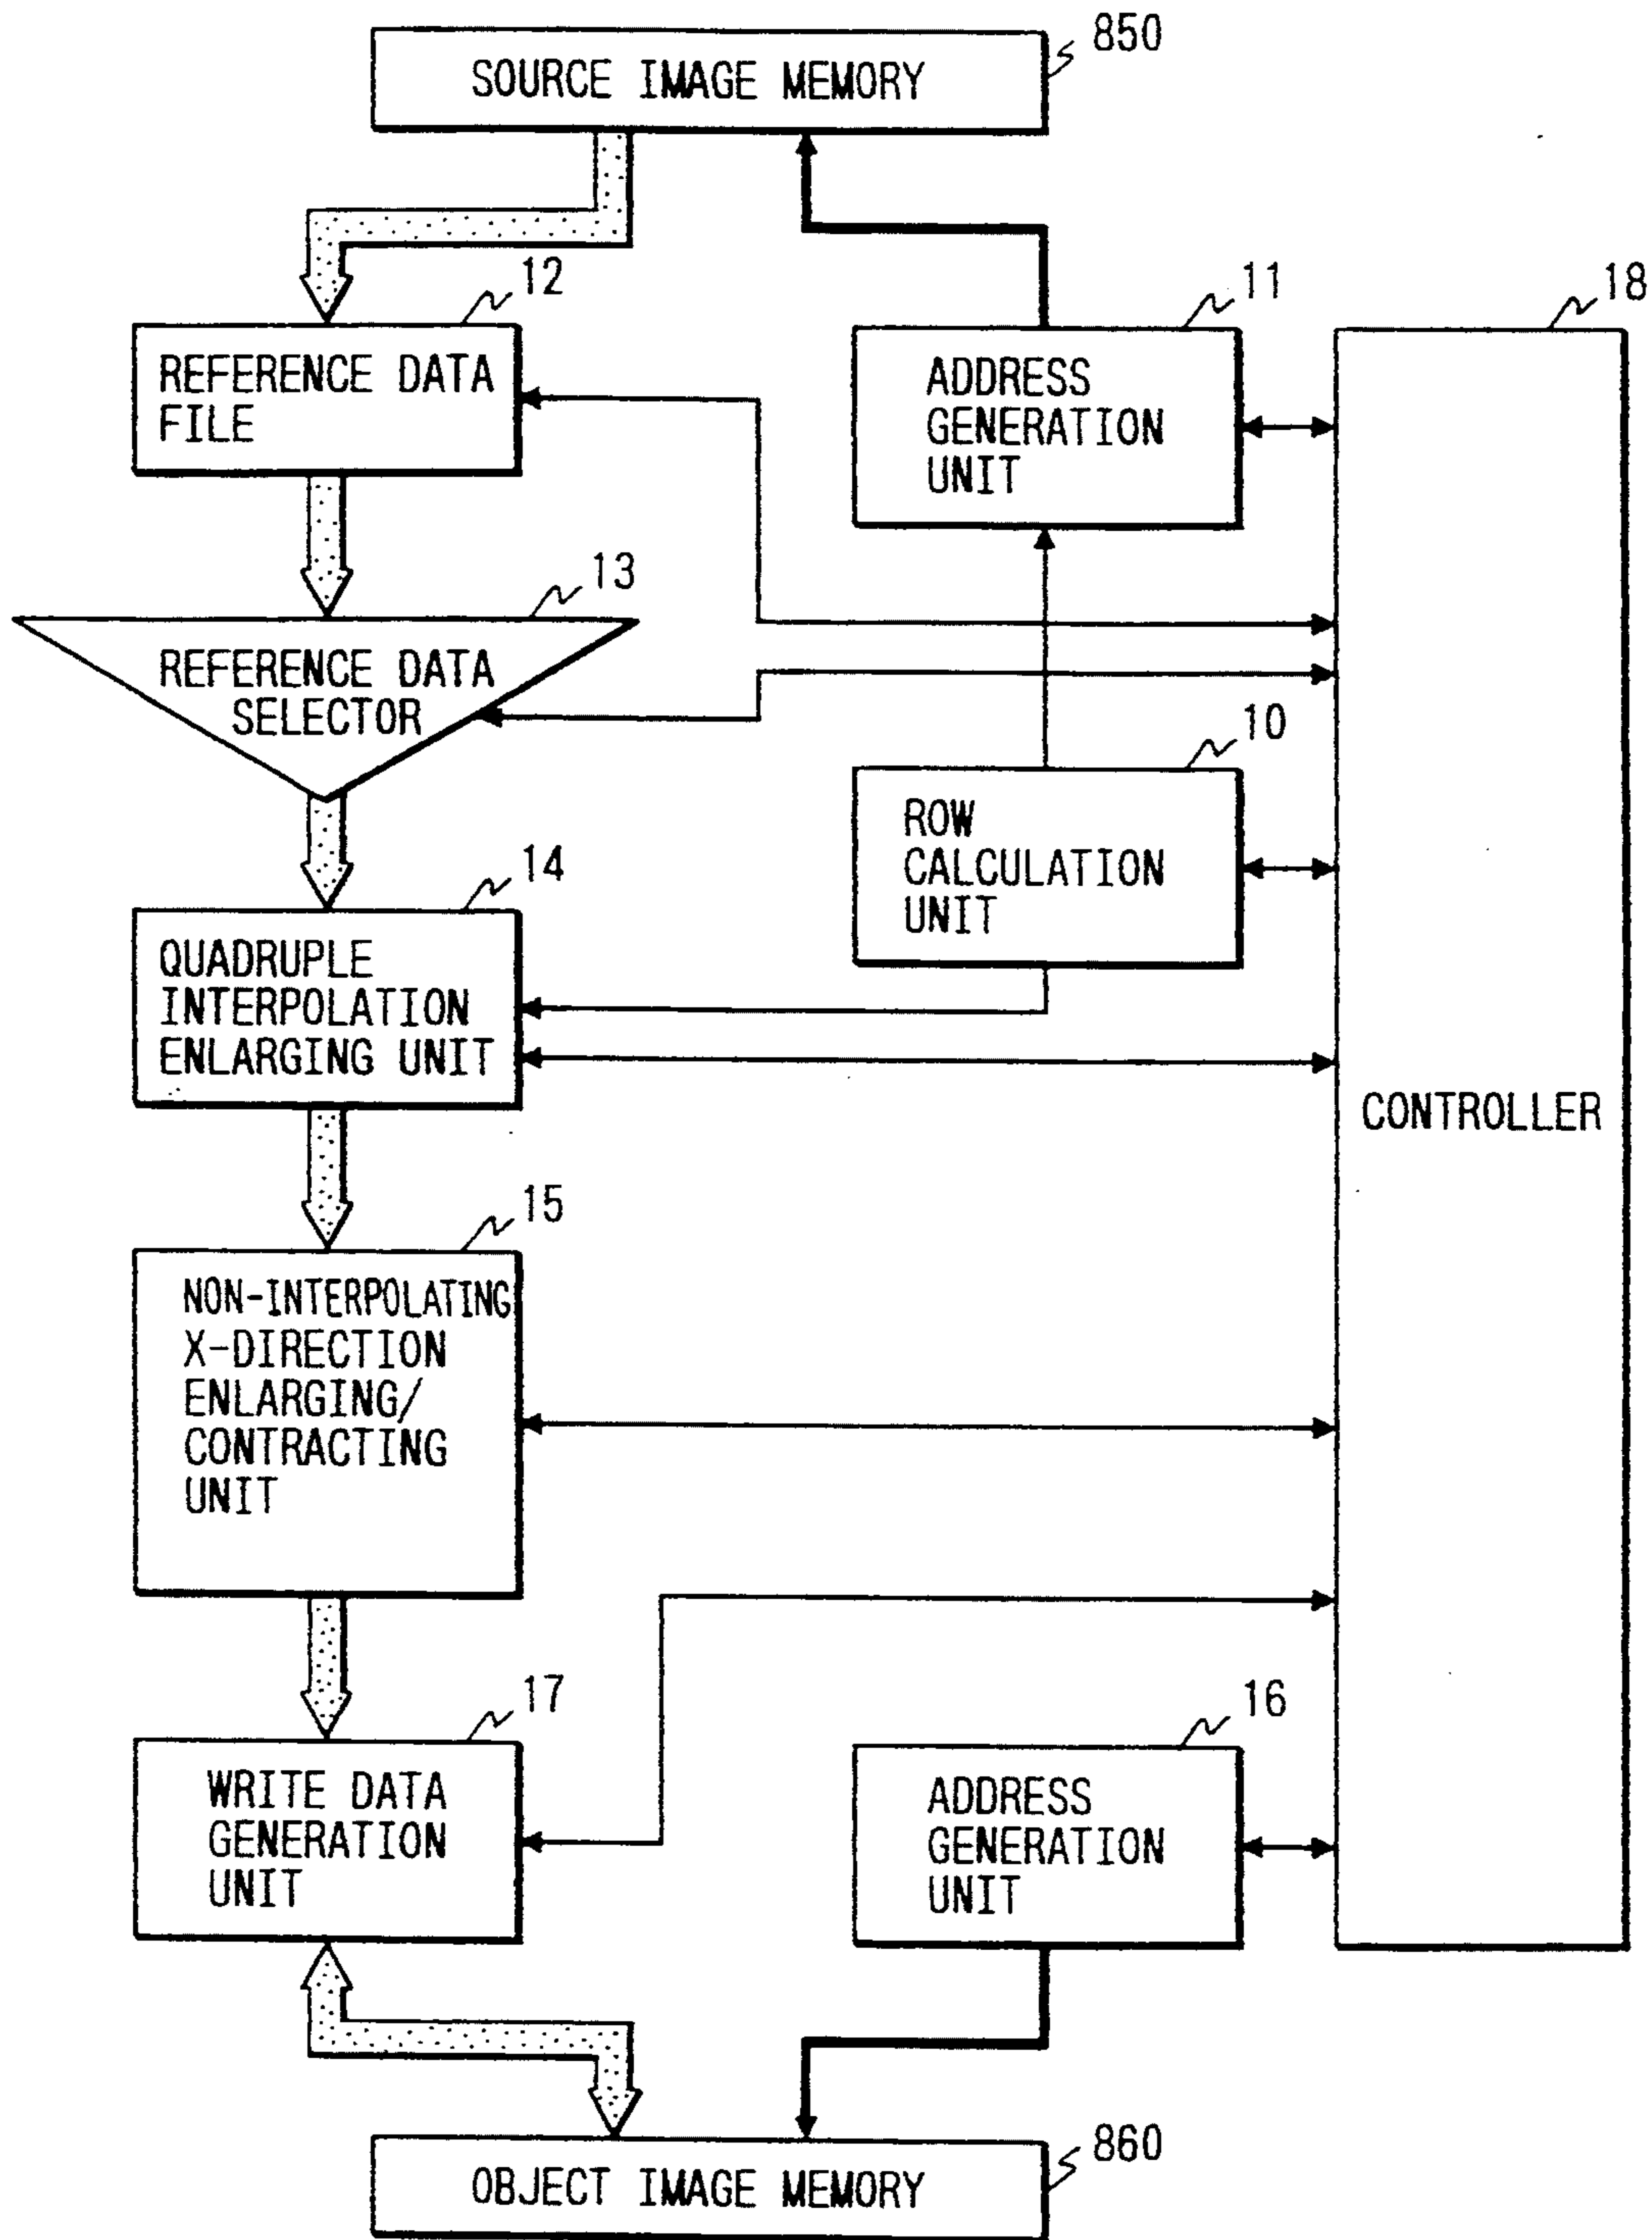 850
SOURCE IMAGE MEMORY
12
REFERENCE DATA
FILE
11
ADDRESS
GENERATION
UNIT
18
CONTROLLER
13
REFERENCE DATA
SELECTOR
10
ROW
CALCULATION
UNIT
14
QUADRUPLE
INTERPOLATION
ENLARGING UNIT
15
NON-INTERPOLATING
X-DIRECTION
ENLARGING/
CONTRACTING
UNIT
17
WRITE DATA
GENERATION
UNIT
16
ADDRESS
GENERATION
UNIT
860
OBJECT IMAGE MEMORY